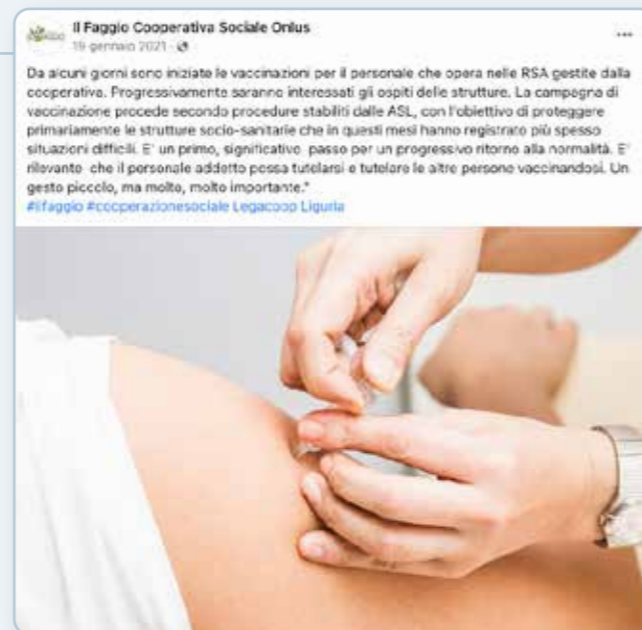 Il Faggio Cooperativa Sociale Onlus
19 gennaio 2021
Da alcuni giorni sono iniziate le vaccinazioni per il personale che opera nelle RSA gestite dalla
cooperativa. Progressivamente saranno interessati gli ospiti delle strutture. La campagna di
vaccinazione procede secondo procedure stabiliti dalle ASL, con l'obiettivo di proteggere
primariamente le strutture socio-sanitarie che in questi mesi hanno registrato più spesso
situazioni difficili. E' un primo, significativo passo per un progressivo ritorno alla normalità. E'
rilevante che il personale addetto possa tutelarsi e tutelare le altre persone vaccinandosi. Un
gesto piccolo, ma molto, molto importante."
#ilfaggio #cooperazionesociale Legacoop Liguria